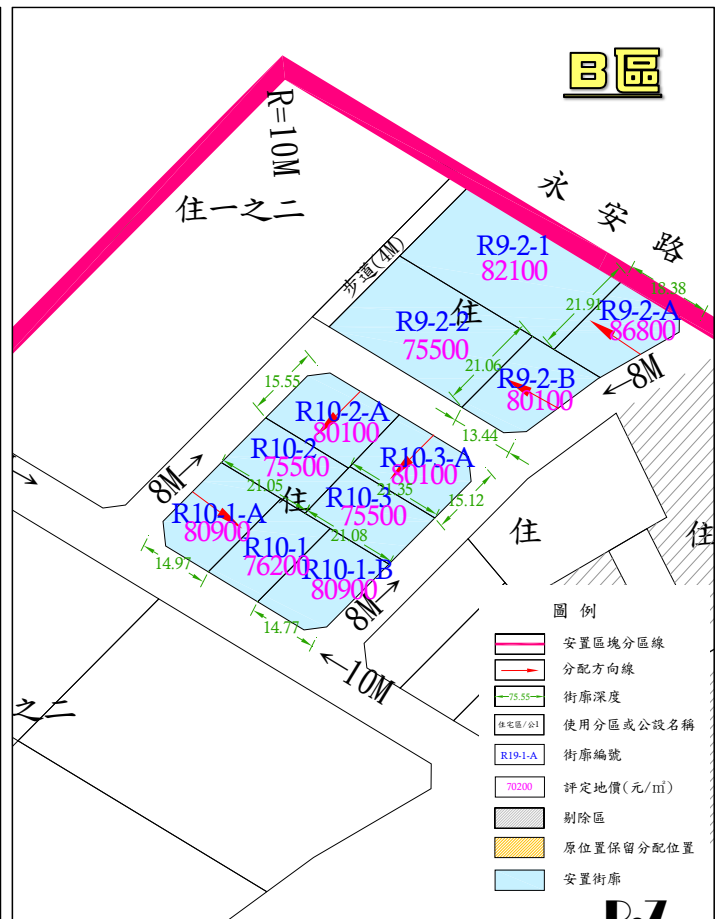 B區
R=10M
住一之二
永安路
步道(4M)
R9-2-1
82100
21.91
13.38
R9-2-A
86800
R9-2-2
75500
住
21.06
R9-2-B
80100
←8M
13.44
15.55
R10-2-A
80100
R10-2
75500
R10-3-A
80100
8M→
21.05
住
21.35
R10-3
75500
15.12
R10-1-A
80900
R10-1
76200
21.08
R10-1-B
80900
14.97
14.77
8M→
←10M
住
住
之二
圖例
安置區塊分區線
分配方向線
75.55 街廓深度
住宅區/公1 使用分區或公設名稱
R19-1-A 街廓編號
70200 評定地價(元/㎡)
剔除區
原位置保留分配位置
安置街廓